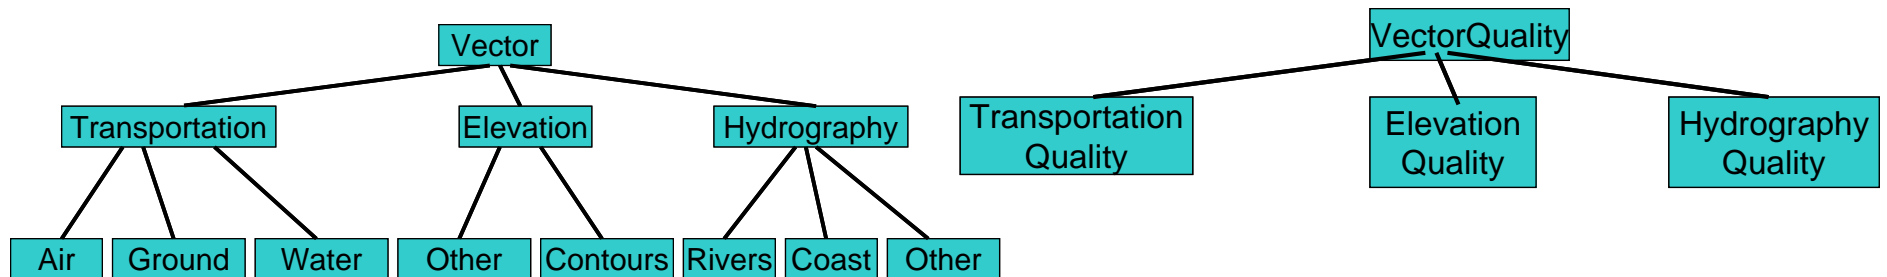 Vector
Transportation
Elevation
Hydrography
Air
Ground
Water
Other
Contours
Rivers
Coast
Other
VectorQuality
Transportation
Quality
Elevation
Quality
Hydrography
Quality